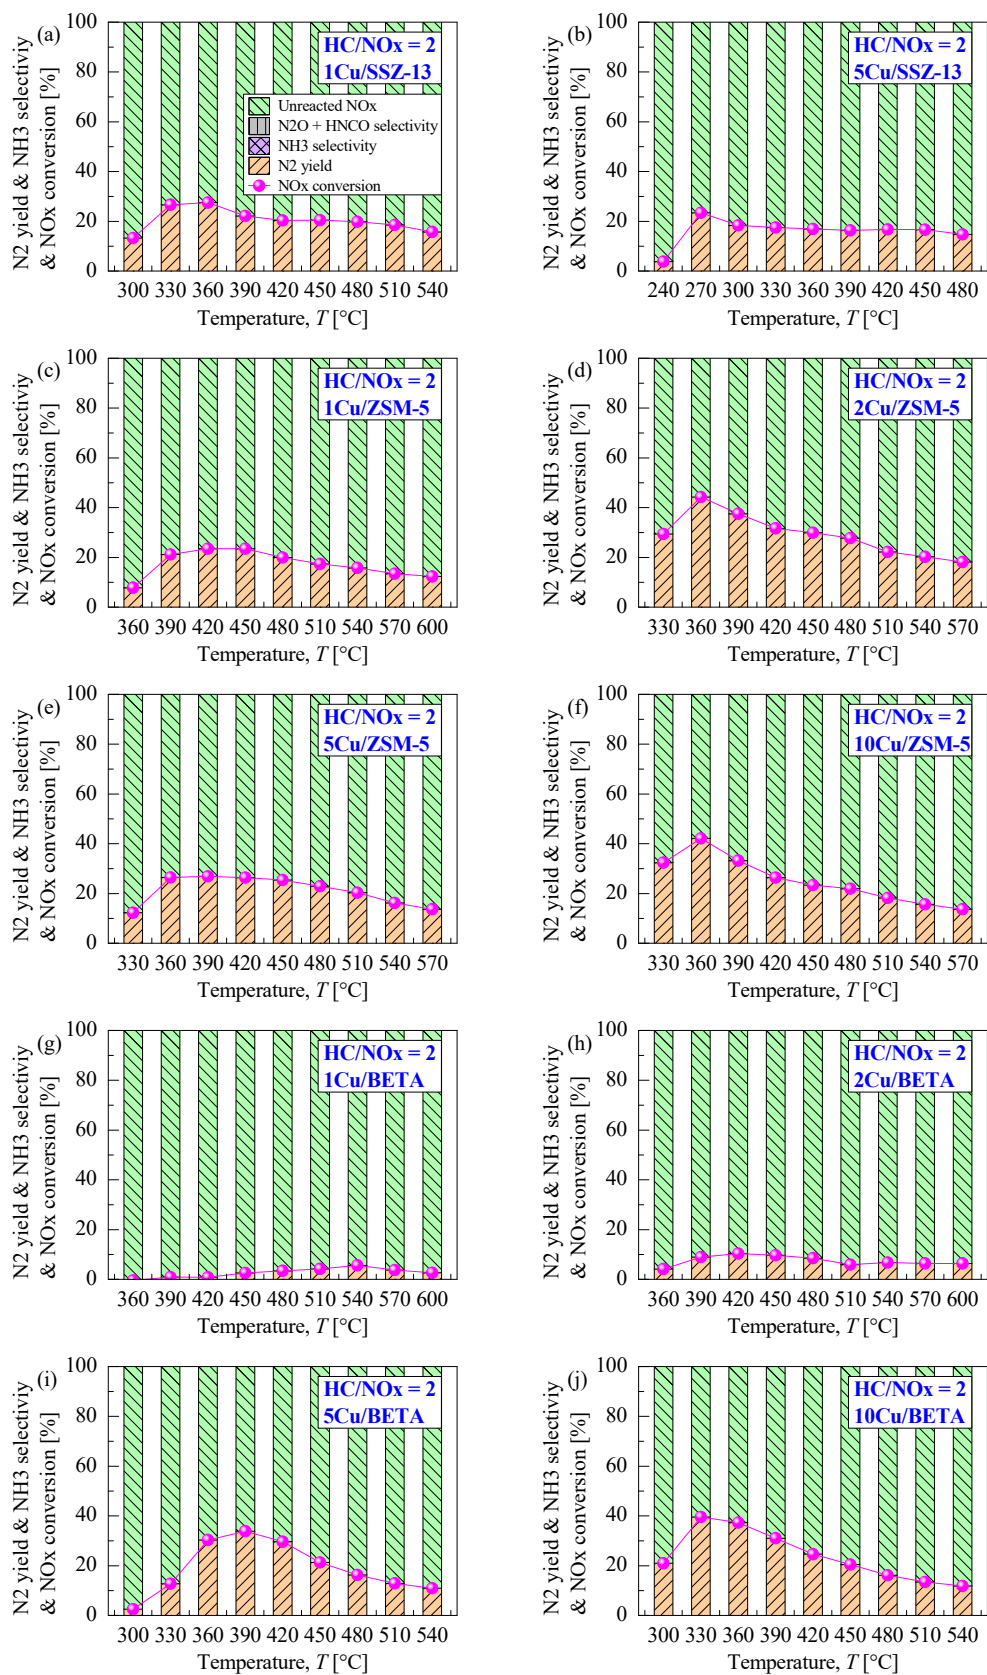 (a)
HC/NOx = 2
1Cu/SSZ-13
Unreacted NOx
N2O + HNCO selectivity
NH3 selectivity
N2 yield
NOx conversion
N2 yield & NH3 selectiviy
& NOx conversion [%]
100
80
60
40
20
0
300 330 360 390 420 450 480 510 540
Temperature, T [°C]
(b)
HC/NOx = 2
5Cu/SSZ-13
N2 yield & NH3 selectiviy
& NOx conversion [%]
100
80
60
40
20
0
240 270 300 330 360 390 420 450 480
Temperature, T [°C]
(c)
HC/NOx = 2
1Cu/ZSM-5
N2 yield & NH3 selectiviy
& NOx conversion [%]
100
80
60
40
20
0
360 390 420 450 480 510 540 570 600
Temperature, T [°C]
(d)
HC/NOx = 2
2Cu/ZSM-5
N2 yield & NH3 selectiviy
& NOx conversion [%]
100
80
60
40
20
0
330 360 390 420 450 480 510 540 570
Temperature, T [°C]
(e)
HC/NOx = 2
5Cu/ZSM-5
N2 yield & NH3 selectiviy
& NOx conversion [%]
100
80
60
40
20
0
330 360 390 420 450 480 510 540 570
Temperature, T [°C]
(f)
HC/NOx = 2
10Cu/ZSM-5
N2 yield & NH3 selectiviy
& NOx conversion [%]
100
80
60
40
20
0
330 360 390 420 450 480 510 540 570
Temperature, T [°C]
(g)
HC/NOx = 2
1Cu/BETA
N2 yield & NH3 selectiviy
& NOx conversion [%]
100
80
60
40
20
0
360 390 420 450 480 510 540 570 600
Temperature, T [°C]
(h)
HC/NOx = 2
2Cu/BETA
N2 yield & NH3 selectiviy
& NOx conversion [%]
100
80
60
40
20
0
360 390 420 450 480 510 540 570 600
Temperature, T [°C]
(i)
HC/NOx = 2
5Cu/BETA
N2 yield & NH3 selectiviy
& NOx conversion [%]
100
80
60
40
20
0
300 330 360 390 420 450 480 510 540
Temperature, T [°C]
(j)
HC/NOx = 2
10Cu/BETA
N2 yield & NH3 selectiviy
& NOx conversion [%]
100
80
60
40
20
0
300 330 360 390 420 450 480 510 540
Temperature, T [°C]